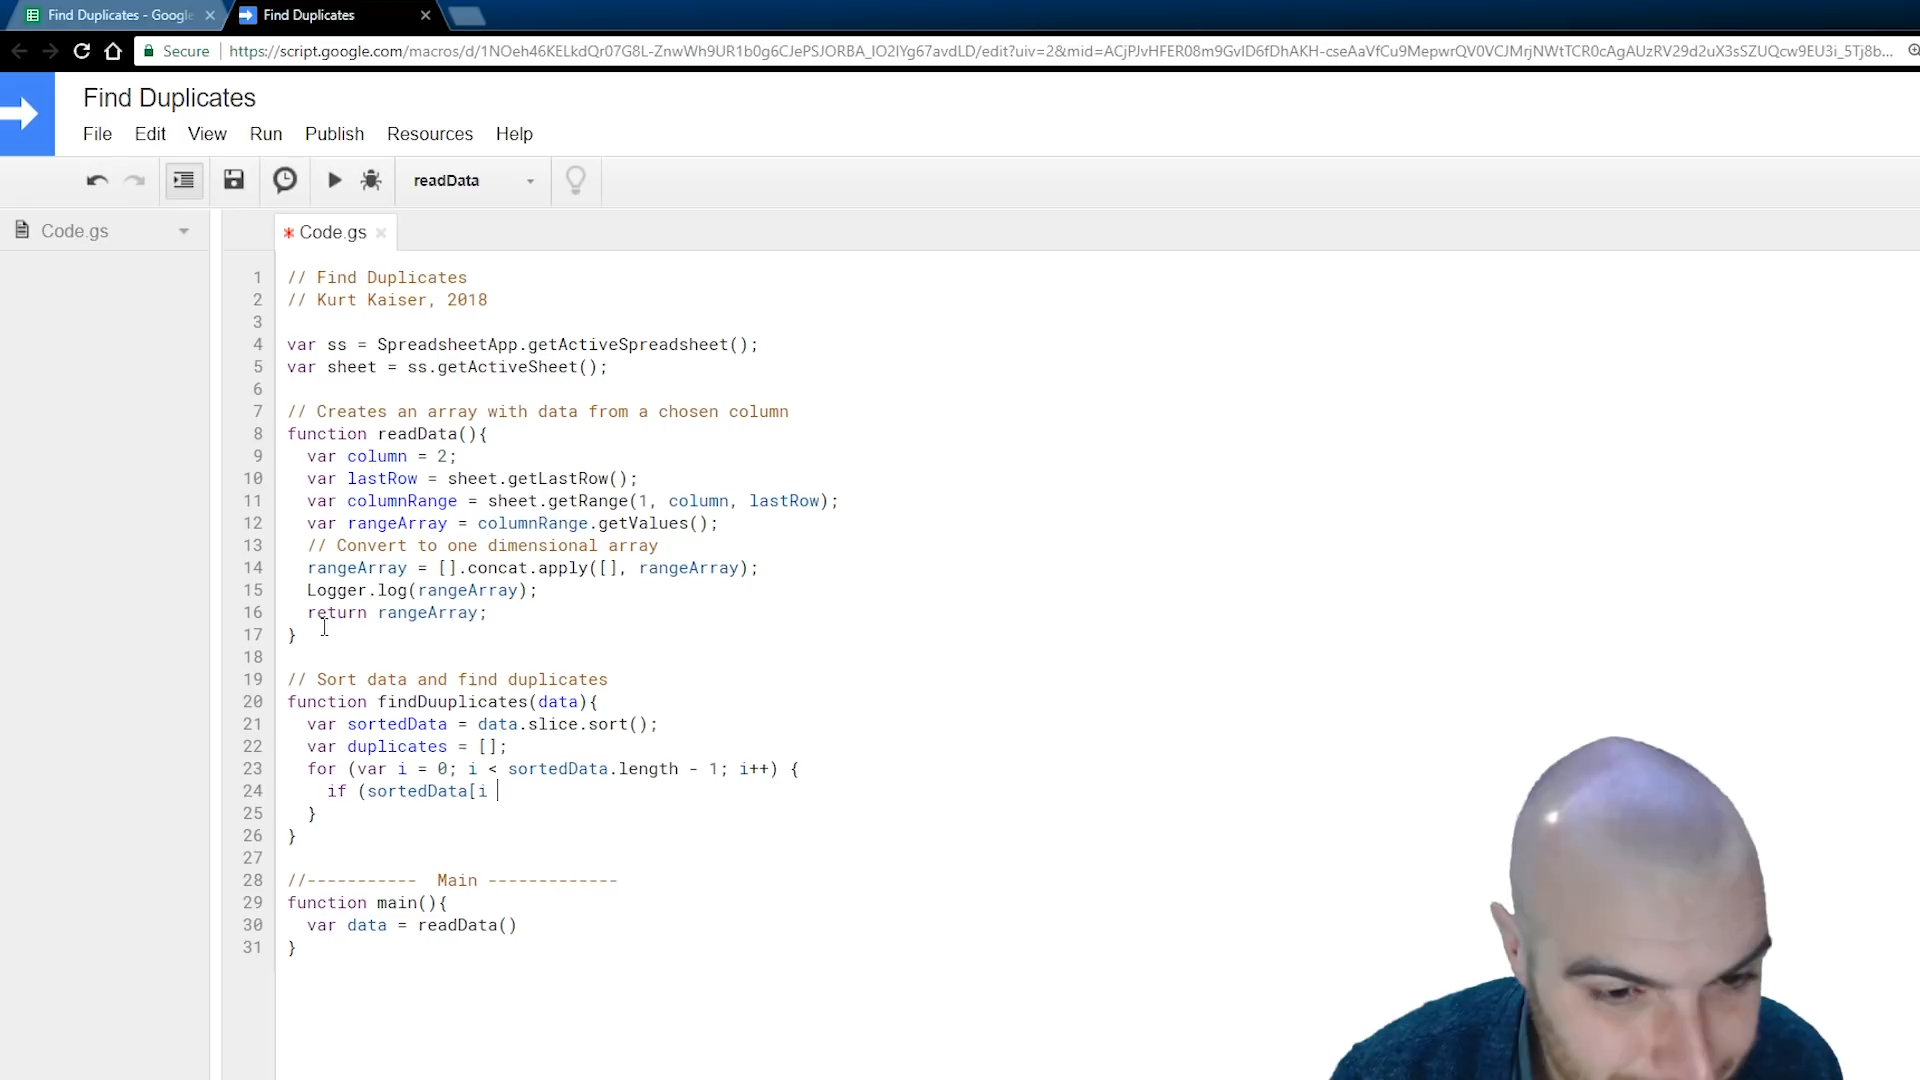 Find Duplicates - Google
Find Duplicates
Secure
https://script.google.com/macros/d/1NOeh46KELkdQr07G8L-ZnwWh9UR1b0g6CJePSJORBA_IO2IYg67avdLD/edit?uiv=2&mid=ACjPJvHFER08m9GvID6fDhAKH-cseAaVfCu9MepwrQV0VCJMrjNWtTCR0cAgAUzRV29d2uX3sSZUQcw9EU3i_5Tj8b...
Find Duplicates
File Edit View Run Publish Resources Help
readData
Code.gs
* Code.gs
1 // Find Duplicates
2 // Kurt Kaiser, 2018
3
4 var ss = SpreadsheetApp.getActiveSpreadsheet();
5 var sheet = ss.getActiveSheet();
6
7 // Creates an array with data from a chosen column
8 function readData(){
9 var column = 2;
10 var lastRow = sheet.getLastRow();
11 var columnRange = sheet.getRange(1, column, lastRow);
12 var rangeArray = columnRange.getValues();
13 // Convert to one dimensional array
14 rangeArray = [].concat.apply([], rangeArray);
15 Logger.log(rangeArray);
16 return rangeArray;
17 }
18
19 // Sort data and find duplicates
20 function findDuuplicates(data){
21 var sortedData = data.slice.sort();
22 var duplicates = [];
23 for (var i = 0; i < sortedData.length - 1; i++) {
24 if (sortedData[i
25 }
26 }
27
28 //----------- Main -------------
29 function main(){
30 var data = readData()
31 }